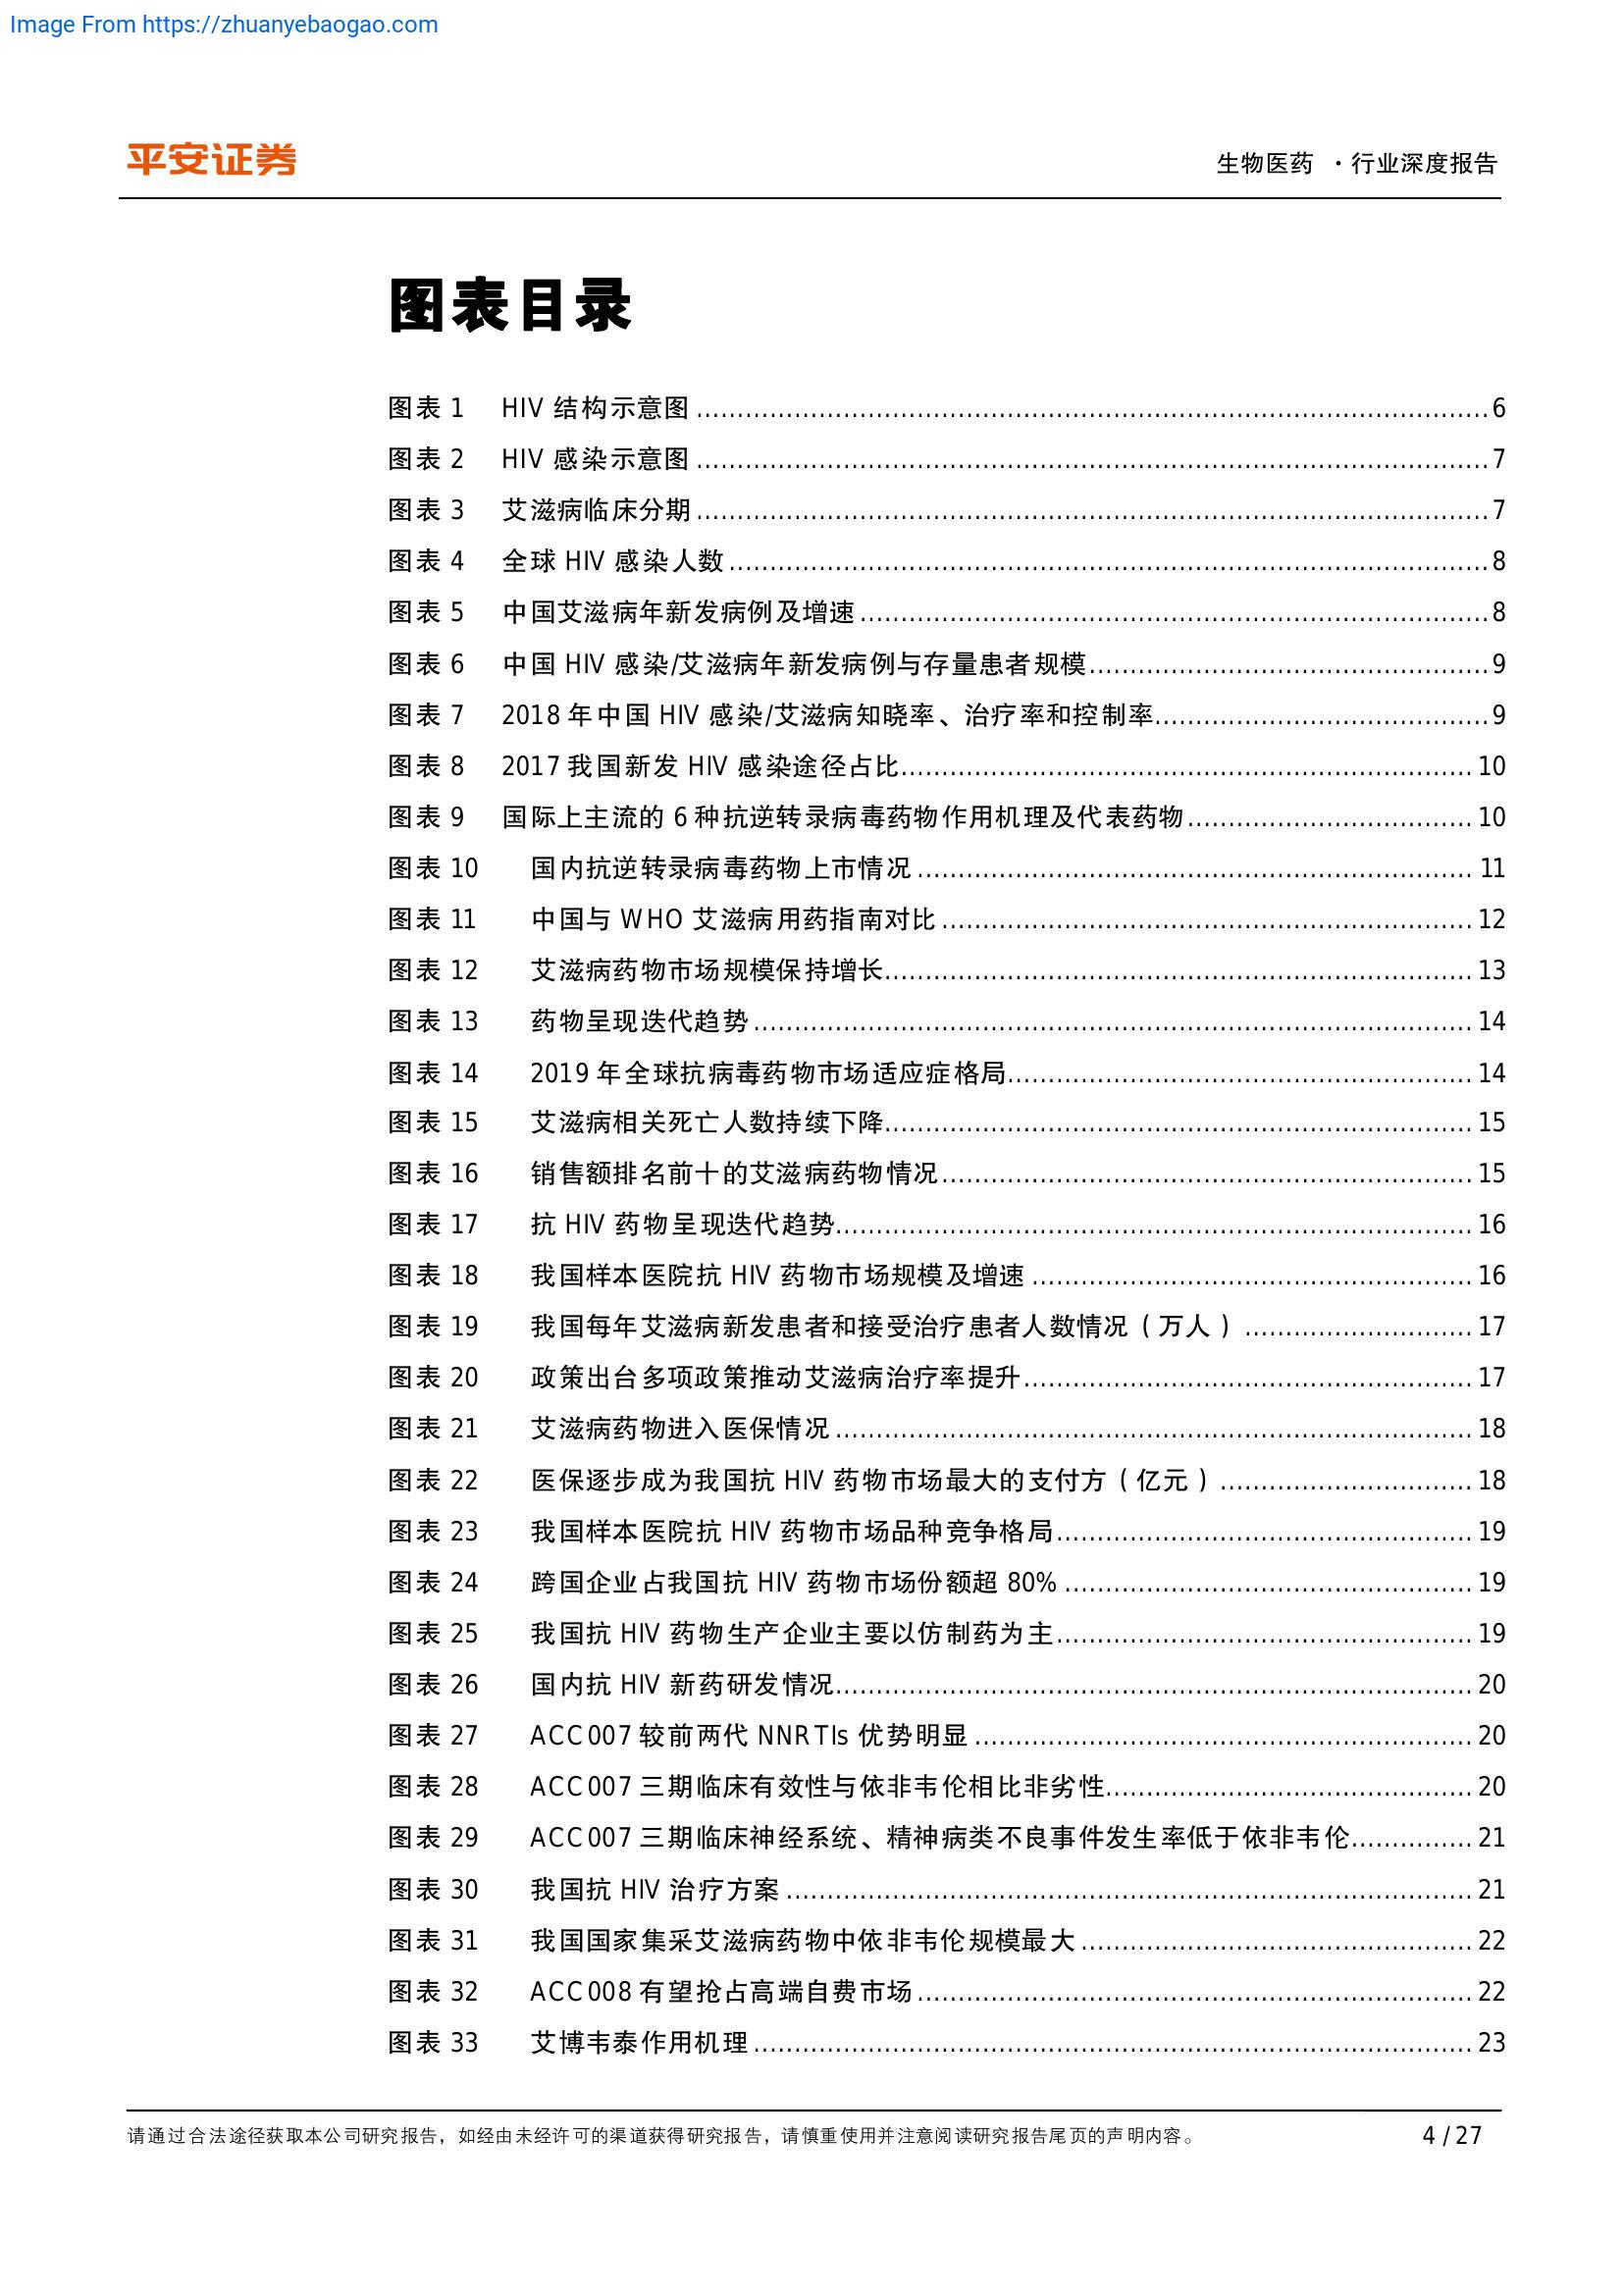 Image From https://zhuanyebaogao.com
平安证券
生物医药 ·行业深度报告
图表目录
图表 1 HIV 结构示意图 ........ 6
图表 2 HIV 感染示意图 ........ 7
图表 3 艾滋病临床分期 ........ 7
图表 4 全球 HIV 感染人数 ........ 8
图表 5 中国艾滋病年新发病例及增速 ........ 8
图表 6 中国 HIV 感染/艾滋病年新发病例与存量患者规模 ........ 9
图表 7 2018 年中国 HIV 感染/艾滋病知晓率、治疗率和控制率 ........ 9
图表 8 2017 我国新发 HIV 感染途径占比 ........ 10
图表 9 国际上主流的 6 种抗逆转录病毒药物作用机理及代表药物 ........ 10
图表 10 国内抗逆转录病毒药物上市情况 ........ 11
图表 11 中国与 WHO 艾滋病用药指南对比 ........ 12
图表 12 艾滋病药物市场规模保持增长 ........ 13
图表 13 药物呈现迭代趋势 ........ 14
图表 14 2019 年全球抗病毒药物市场适应症格局 ........ 14
图表 15 艾滋病相关死亡人数持续下降 ........ 15
图表 16 销售额排名前十的艾滋病药物情况 ........ 15
图表 17 抗 HIV 药物呈现迭代趋势 ........ 16
图表 18 我国样本医院抗 HIV 药物市场规模及增速 ........ 16
图表 19 我国每年艾滋病新发患者和接受治疗患者人数情况（万人） ........ 17
图表 20 政策出台多项政策推动艾滋病治疗率提升 ........ 17
图表 21 艾滋病药物进入医保情况 ........ 18
图表 22 医保逐步成为我国抗 HIV 药物市场最大的支付方（亿元） ........ 18
图表 23 我国样本医院抗 HIV 药物市场品种竞争格局 ........ 19
图表 24 跨国企业占我国抗 HIV 药物市场份额超 80% ........ 19
图表 25 我国抗 HIV 药物生产企业主要以仿制药为主 ........ 19
图表 26 国内抗 HIV 新药研发情况 ........ 20
图表 27 ACC007 较前两代 NNRTIs 优势明显 ........ 20
图表 28 ACC007 三期临床有效性与依非韦伦相比非劣性 ........ 20
图表 29 ACC007 三期临床神经系统、精神病类不良事件发生率低于依非韦伦 ........ 21
图表 30 我国抗 HIV 治疗方案 ........ 21
图表 31 我国国家集采艾滋病药物中依非韦伦规模最大 ........ 22
图表 32 ACC008 有望抢占高端自费市场 ........ 22
图表 33 艾博韦泰作用机理 ........ 23
请通过合法途径获取本公司研究报告，如经由未经许可的渠道获得研究报告，请慎重使用并注意阅读研究报告尾页的声明内容。
4 / 27